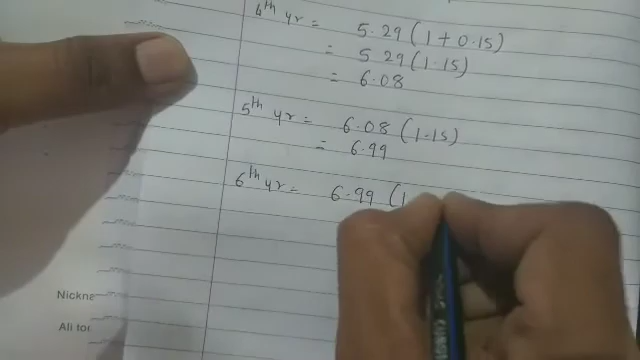 4th yr = 5.29 (1 + 0.15)
= 5.29 (1.15)
= 6.08
5th yr = 6.08 (1.15)
= 6.99
6th yr = 6.99 (1
Nickna
Ali tou